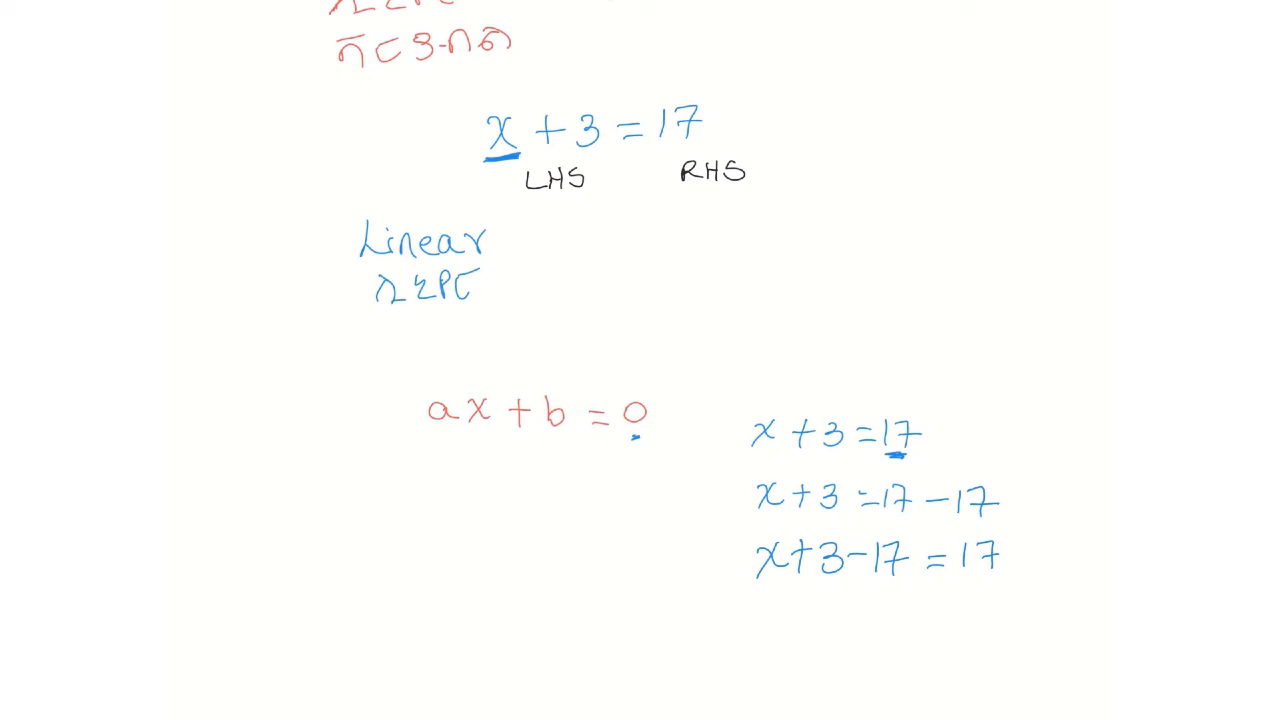 x + 3 = 17
LHS RHS
Linear
ax + b = 0
x + 3 = 17
x + 3 = 17 - 17
x + 3 - 17 = 17